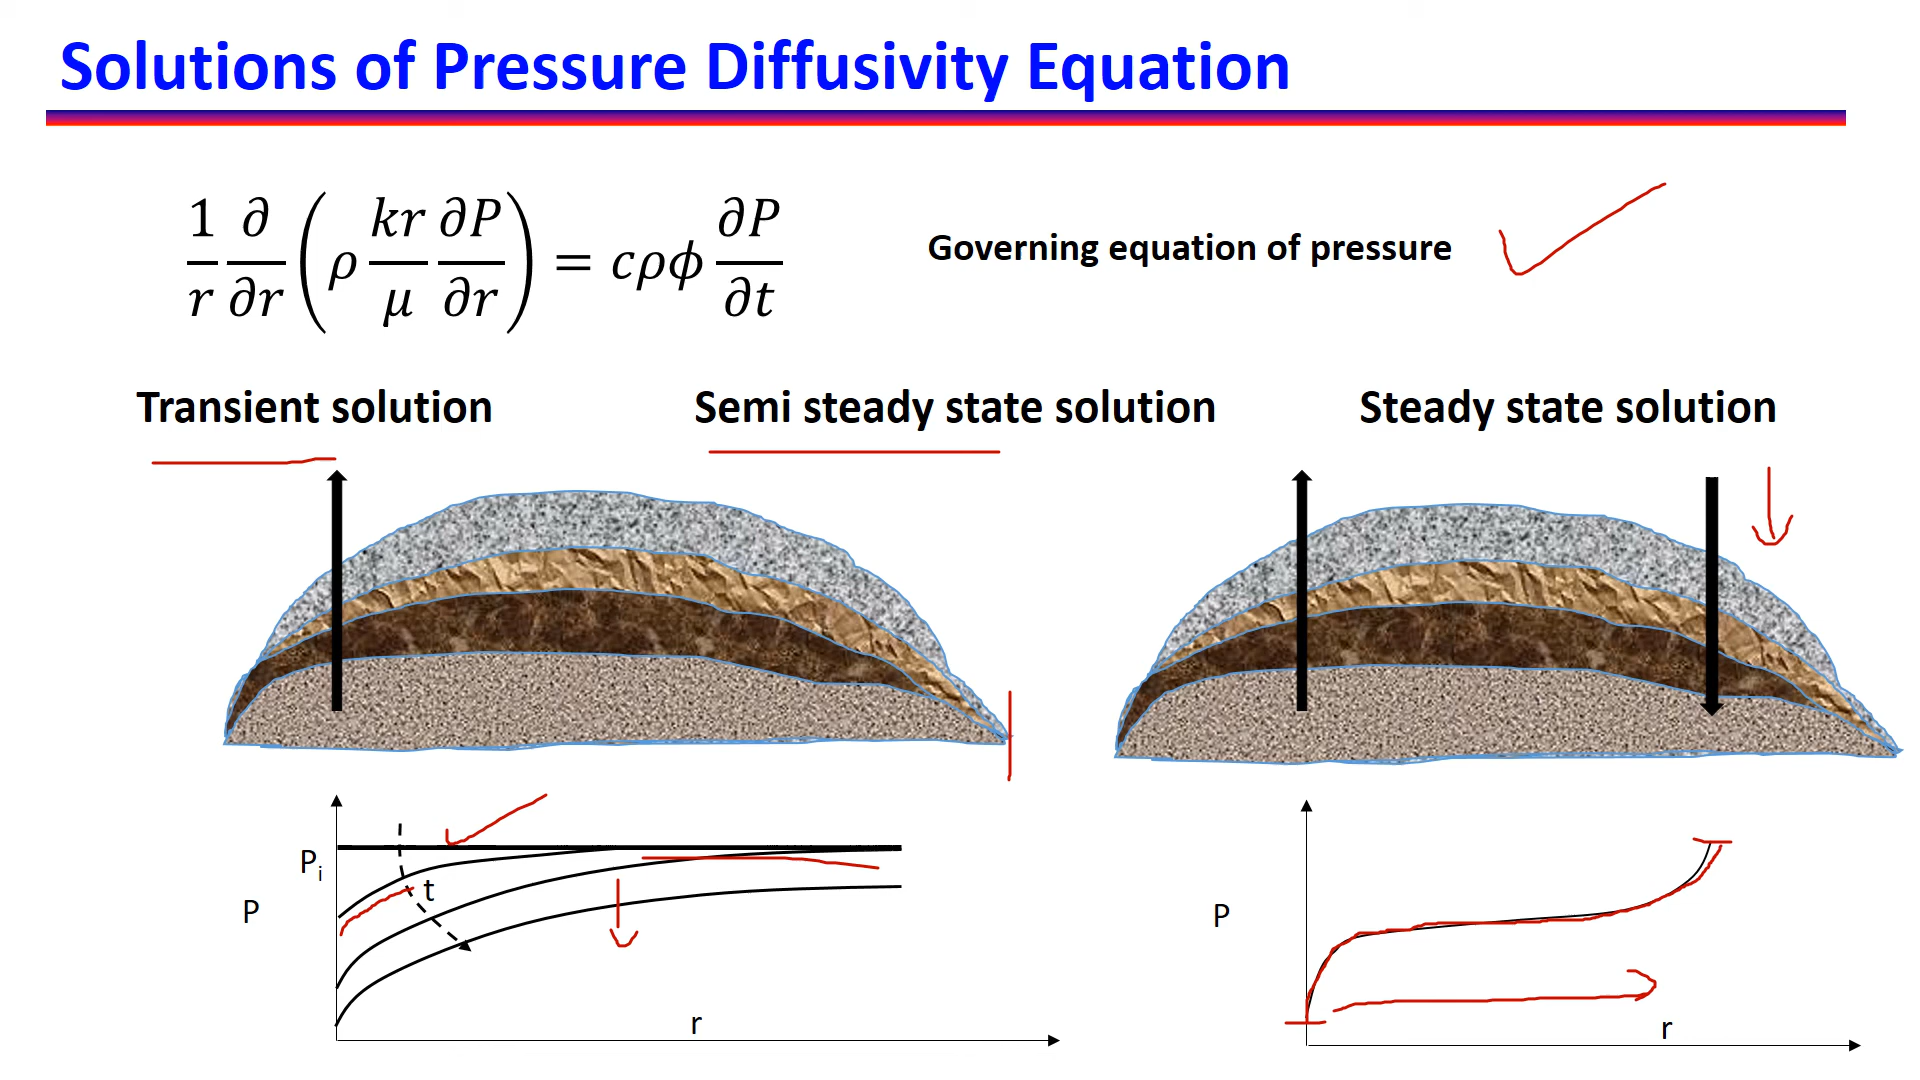 Solutions of Pressure Diffusivity Equation
1/r ∂/∂r (ρ kr/μ ∂P/∂r) = cρϕ ∂P/∂t
Governing equation of pressure
Transient solution
Semi steady state solution
Steady state solution
Pi
t
P
r
P
r